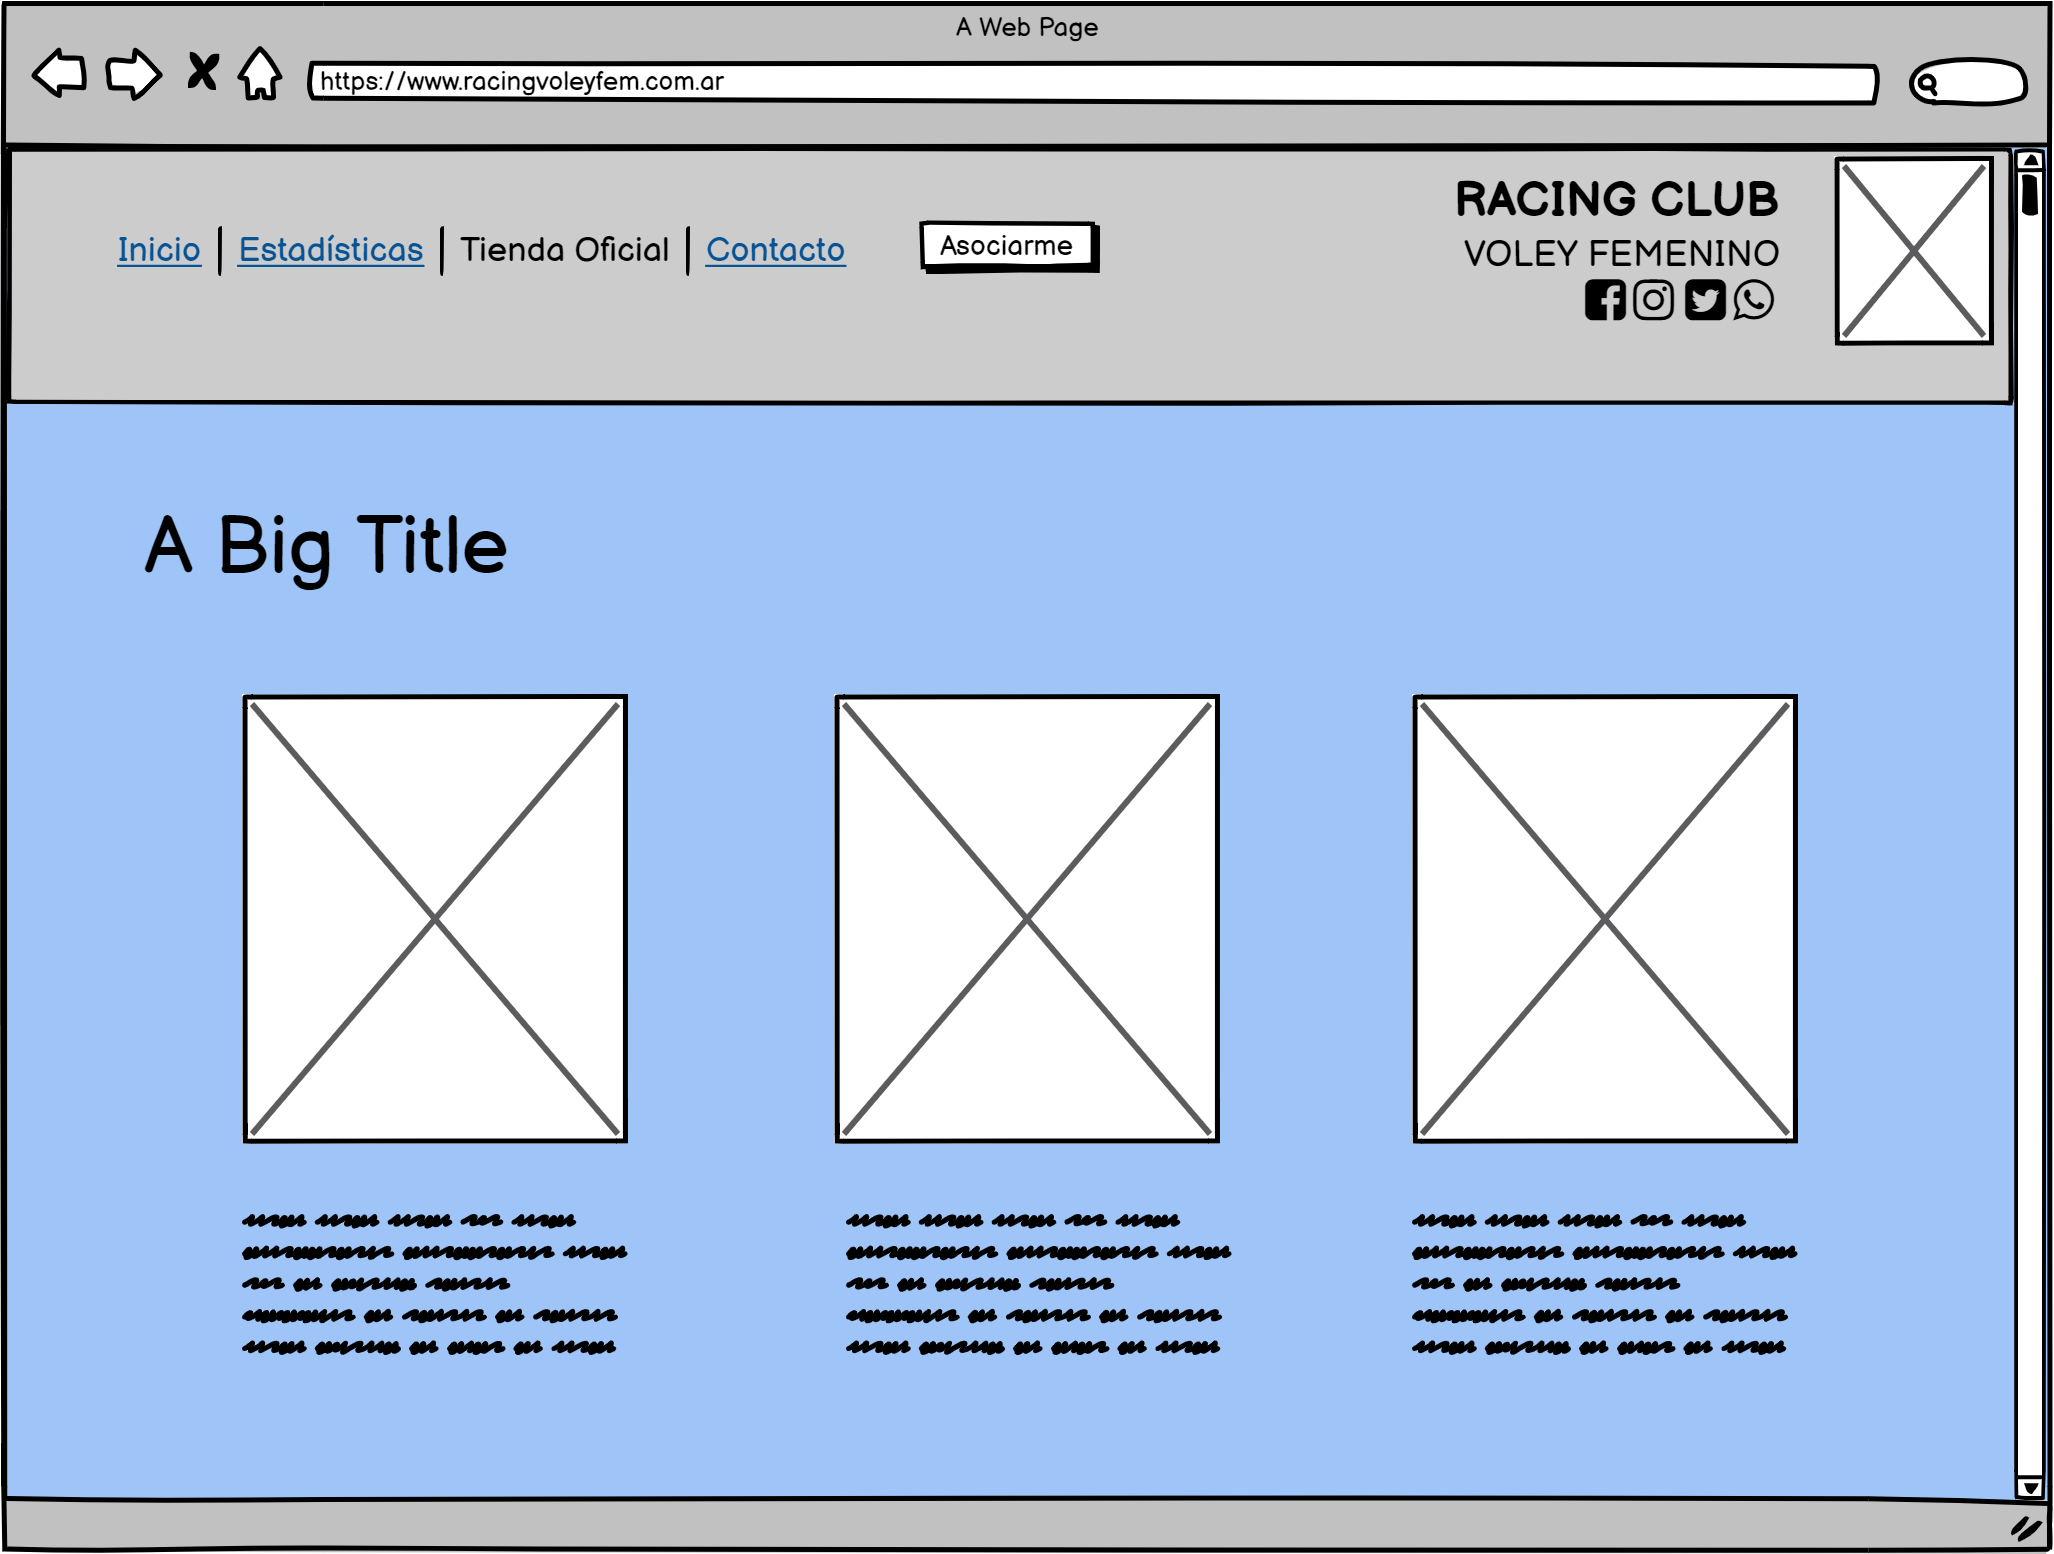 A Web Page
https://www.racingvoleyfem.com.ar
RACING CLUB
VOLEY FEMENINO
Inicio | Estadísticas | Tienda Oficial | Contacto
Asociarme
A Big Title